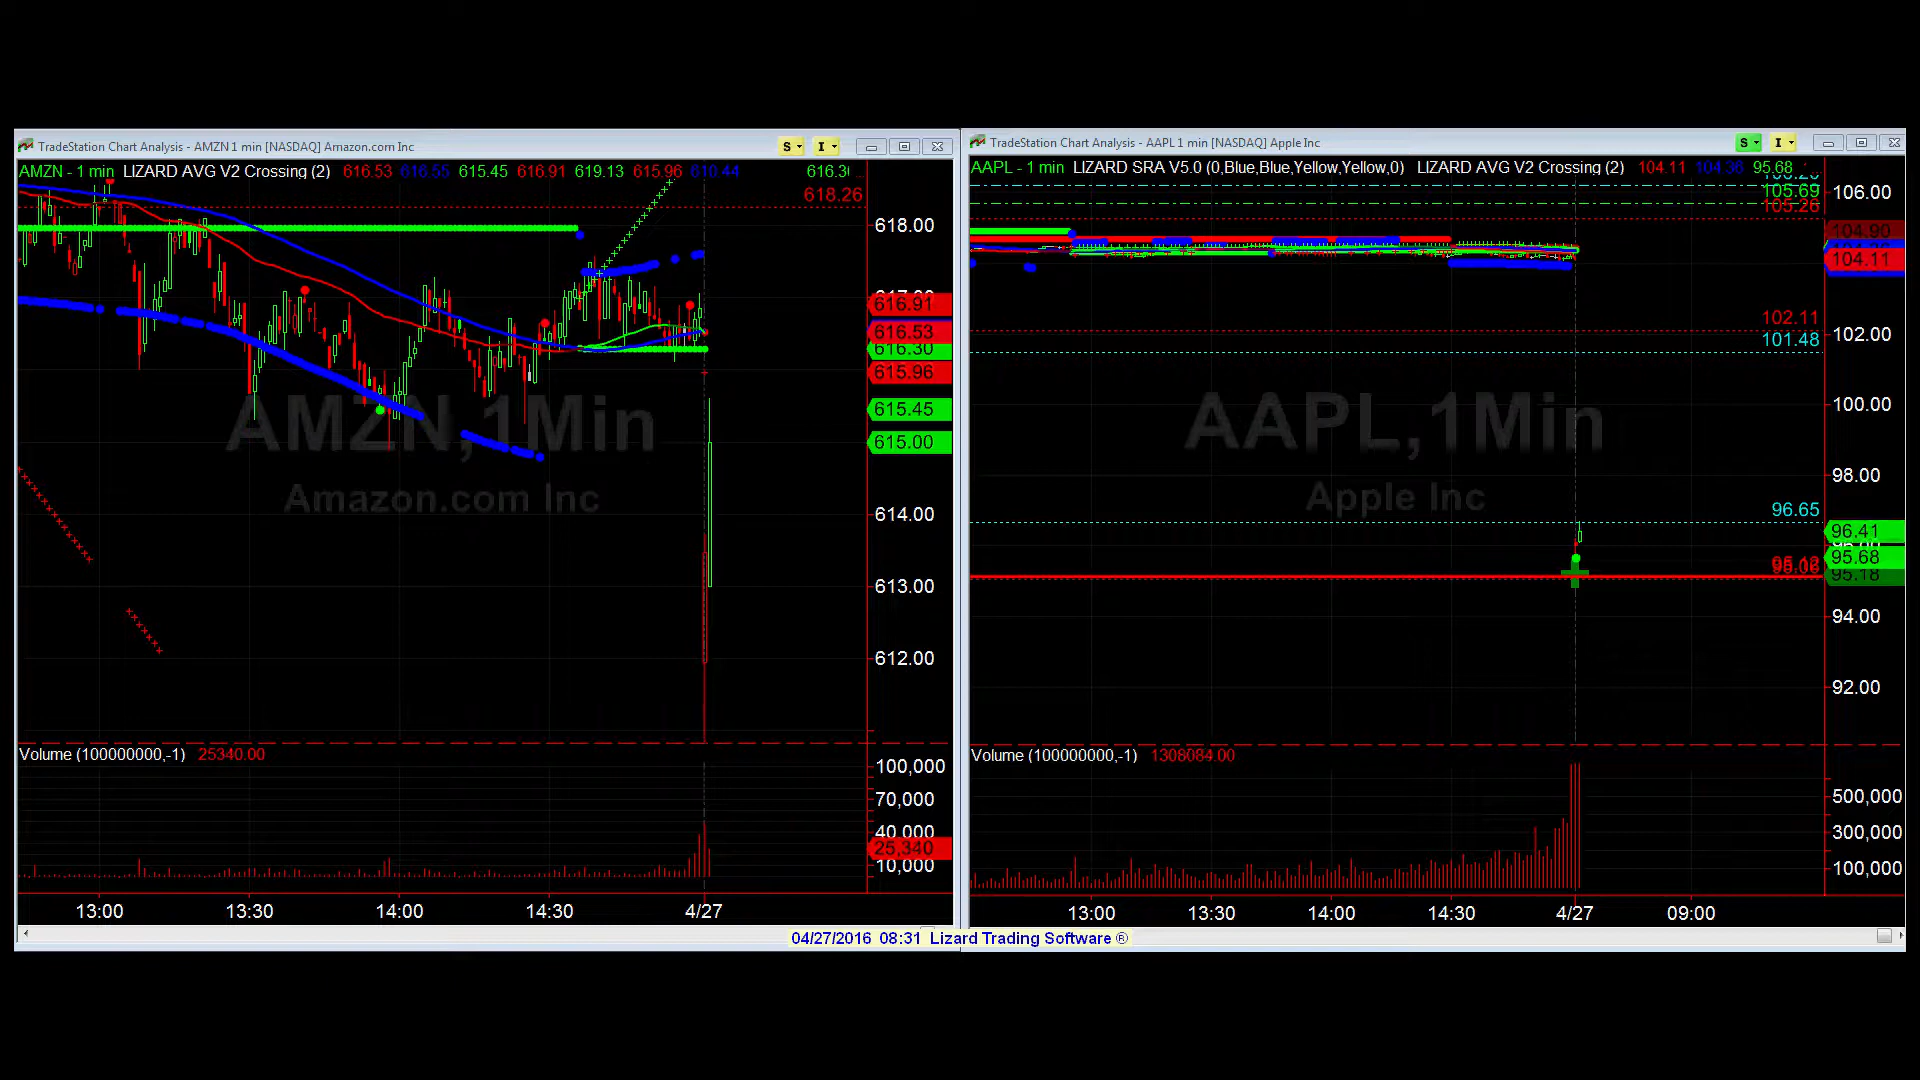 TradeStation Chart Analysis - AMZN 1 min [NASDAQ] Amazon.com Inc
S
I
AMZN - 1 min LIZARD AVG V2 Crossing (2) 616.53 616.55 615.45 616.91 619.13 615.96 610.44 616.30
618.26
618.00
616.91
616.53
616.30
615.96
615.45
615.00
614.00
613.00
612.00
AMZN,1Min
Amazon.com Inc
Volume (100000000,-1) 25340.00
100,000
70,000
40,000
25,340
10,000
13:00 13:30 14:00 14:30 4/27
TradeStation Chart Analysis - AAPL 1 min [NASDAQ] Apple Inc
S
I
AAPL - 1 min LIZARD SRA V5.0 (0,Blue,Blue,Yellow,Yellow,0) LIZARD AVG V2 Crossing (2) 104.11 104.36 95.68
106.00
105.69
105.26
104.90
104.11
102.11
102.00
101.48
100.00
98.00
96.65
96.41
95.68
95.18
94.00
92.00
AAPL,1Min
Apple Inc
Volume (100000000,-1) 1308084.00
500,000
300,000
100,000
13:00 13:30 14:00 14:30 4/27 09:00
04/27/2016 08:31 Lizard Trading Software ®